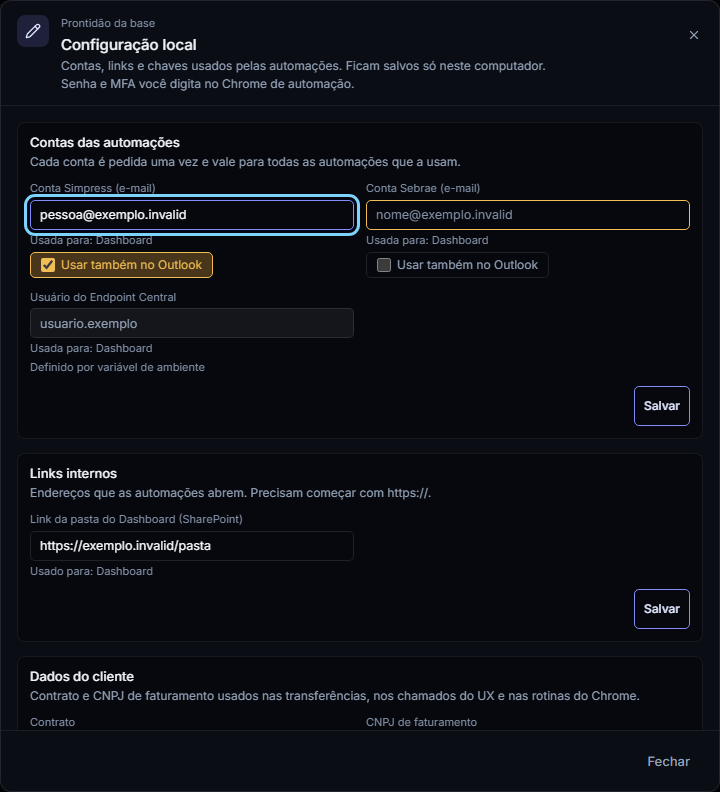 Prontidão da base
Configuração local
Contas, links e chaves usados pelas automações. Ficam salvos só neste computador.
Senha e MFA você digita no Chrome de automação.
Contas das automações
Cada conta é pedida uma vez e vale para todas as automações que a usam.
Conta Simpress (e-mail)
Conta Sebrae (e-mail)
pessoa@exemplo.invalid
nome@exemplo.invalid
Usada para: Dashboard
Usada para: Dashboard
Usar também no Outlook
Usar também no Outlook
Usuário do Endpoint Central
usuario.exemplo
Usada para: Dashboard
Definido por variável de ambiente
Salvar
Links internos
Endereços que as automações abrem. Precisam começar com https://.
Link da pasta do Dashboard (SharePoint)
https://exemplo.invalid/pasta
Usado para: Dashboard
Salvar
Dados do cliente
Contrato e CNPJ de faturamento usados nas transferências, nos chamados do UX e nas rotinas do Chrome.
Contrato
CNPJ de faturamento
Fechar